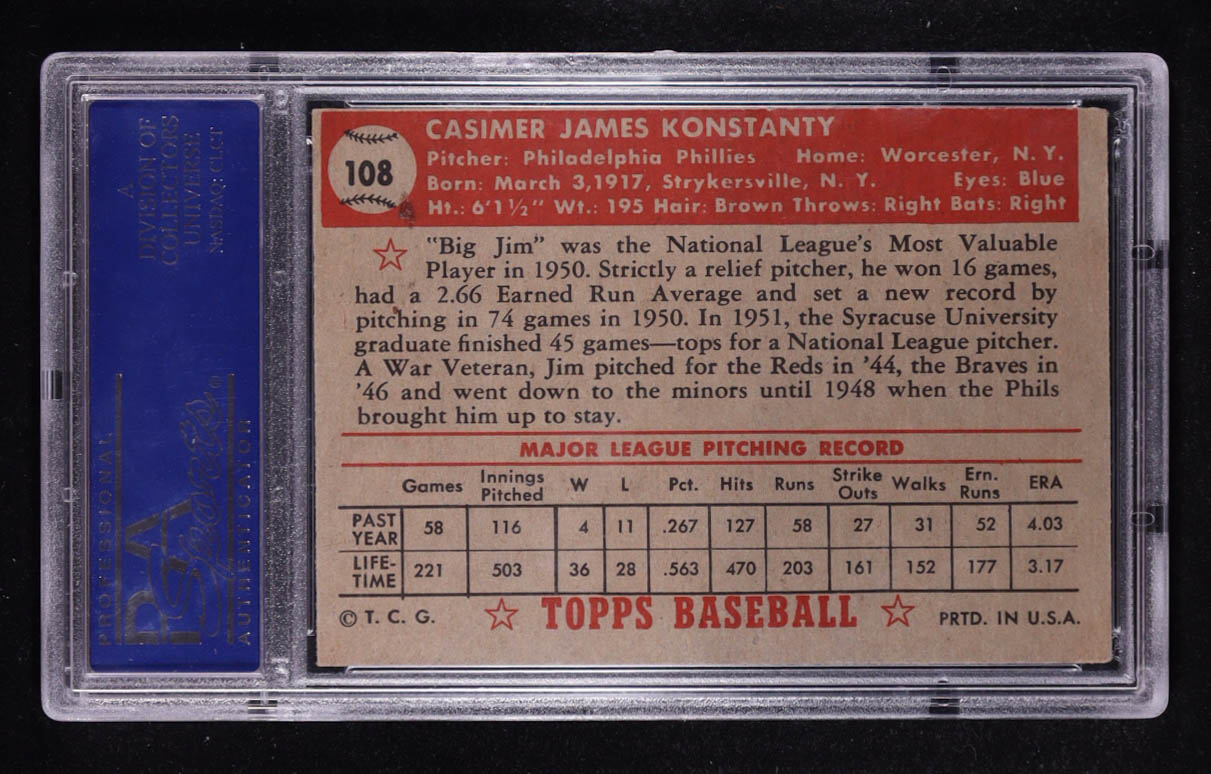 A
DIVISION OF
COLLECTORS
UNIVERSE
NASDAQ: CLCT
PROFESSIONAL
PSA
Sports
®
AUTHENTICATOR
108
CASIMER JAMES KONSTANTY
Pitcher: Philadelphia Phillies Home: Worcester, N. Y.
Born: March 3, 1917, Strykersville, N. Y. Eyes: Blue
Ht.: 6'1½" Wt.: 195 Hair: Brown Throws: Right Bats: Right
"Big Jim" was the National League's Most Valuable
Player in 1950. Strictly a relief pitcher, he won 16 games,
had a 2.66 Earned Run Average and set a new record by
pitching in 74 games in 1950. In 1951, the Syracuse University
graduate finished 45 games—tops for a National League pitcher.
A War Veteran, Jim pitched for the Reds in '44, the Braves in
'46 and went down to the minors until 1948 when the Phils
brought him up to stay.
MAJOR LEAGUE PITCHING RECORD
Games Innings Pitched W L Pct. Hits Runs Strike Outs Walks Ern. Runs ERA
PAST YEAR 58 116 4 11 .267 127 58 27 31 52 4.03
LIFE-TIME 221 503 36 28 .563 470 203 161 152 177 3.17
© T. C. G. TOPPS BASEBALL PRTD. IN U.S.A.